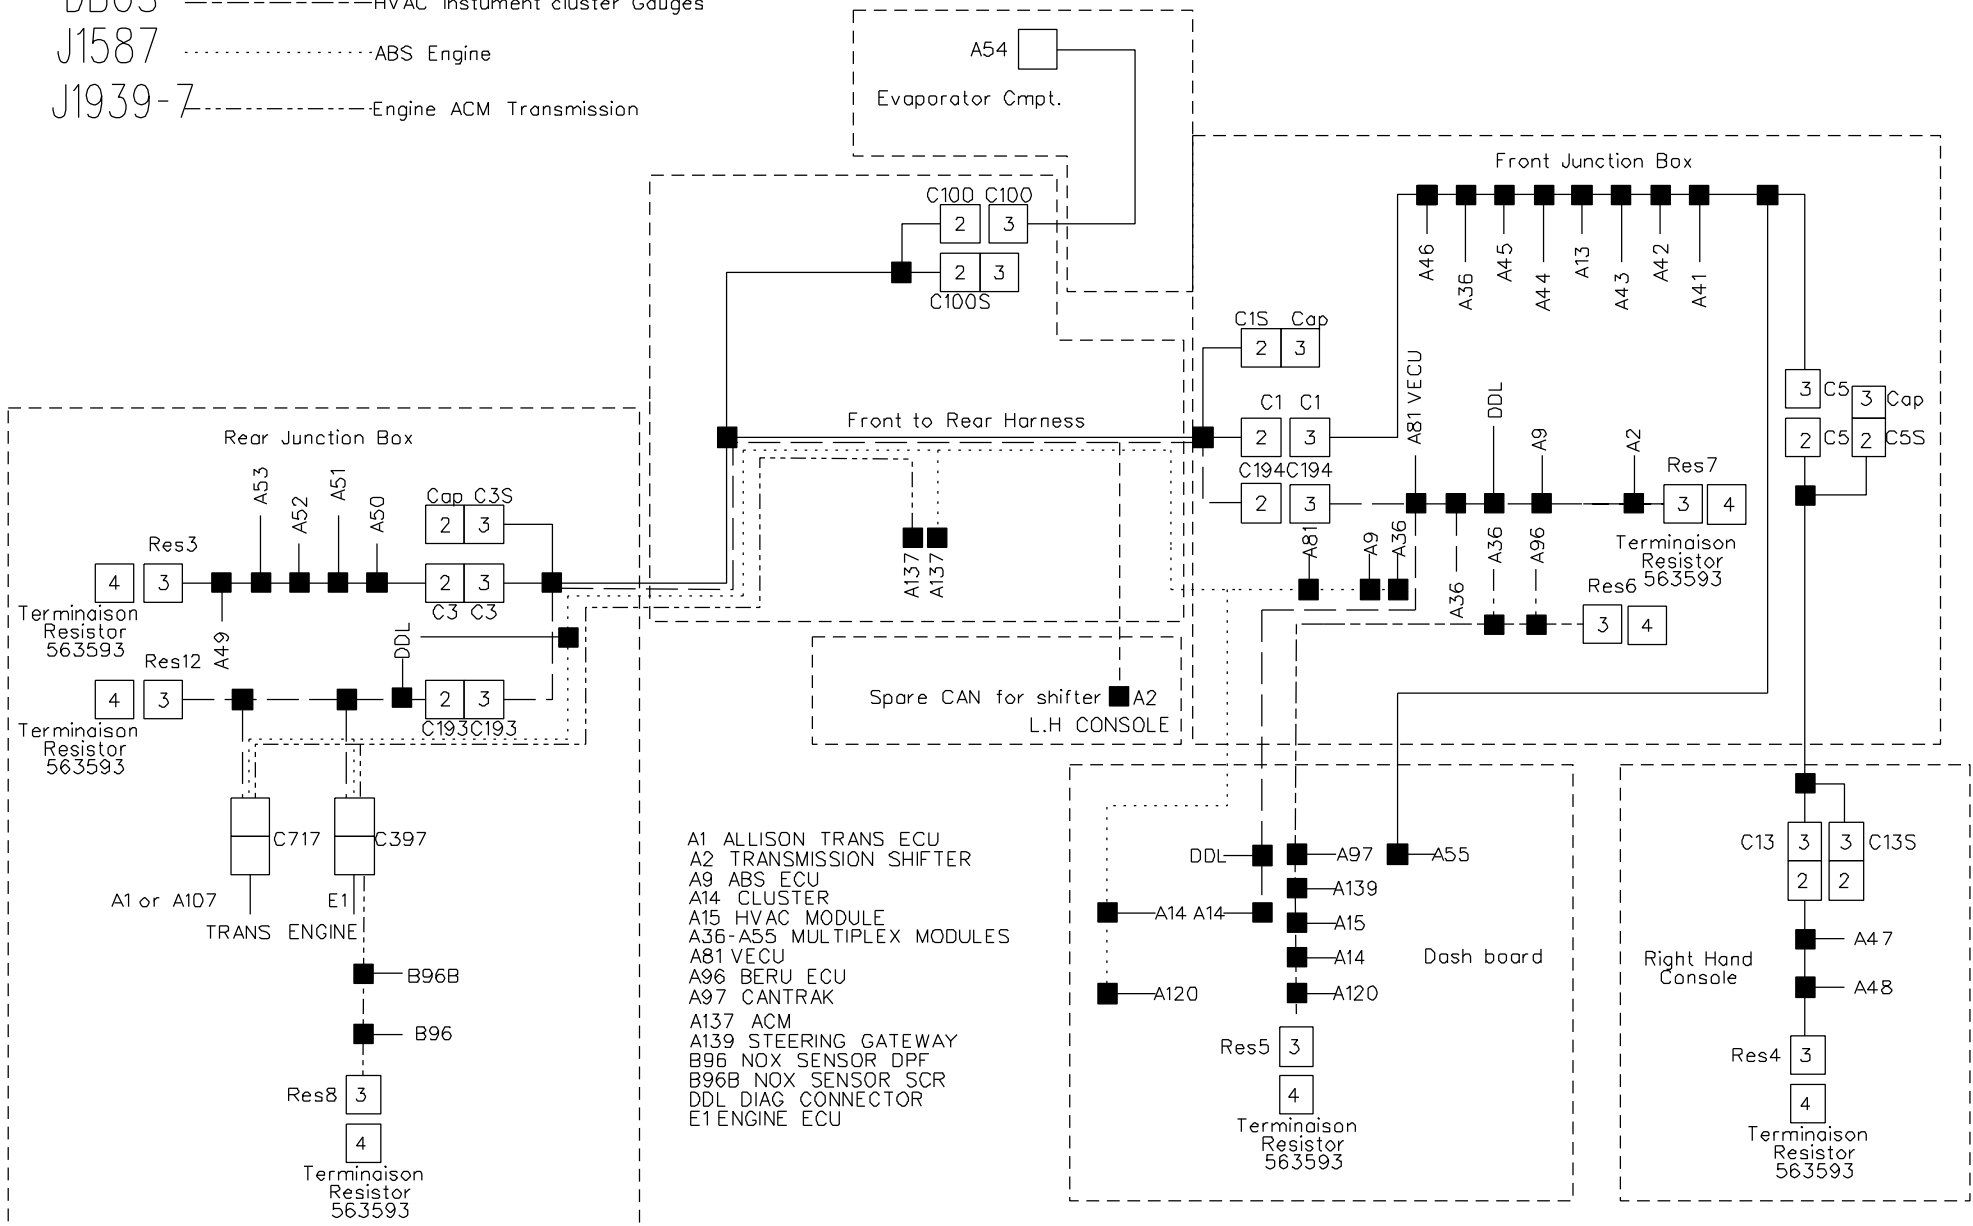 DB03 HVAC Instument cluster Gauges
J1587 ABS Engine
J1939-7 Engine ACM Transmission
A54
Evaporator Cmpt.
Front Junction Box
C100 C100
2 3
2 3
C100S
A46
A36
A45
A44
A13
A43
A42
A41
C1S Cap
2 3
Front to Rear Harness
C1 C1
2 3
C194 C194
2 3
A81 VECU
DDL
A9
A2
Res7
3 4
Terminaison
Resistor
563593
3 C5
2 C5
3 Cap
2 C5S
A81
A9
A36
A36
A36
A96
Res6
3 4
A137
A137
Rear Junction Box
A53
A52
A51
A50
Cap C3S
2 3
Res3
4 3
2 3
C3 C3
Terminaison
Resistor
563593
A49
DDL
Res12
4 3
2 3
C193 C193
Terminaison
Resistor
563593
Spare CAN for shifter A2
L.H CONSOLE
C717
C397
A1 or A107
E1
TRANS ENGINE
B96B
B96
Res8 3
4
Terminaison
Resistor
563593
A1 ALLISON TRANS ECU
A2 TRANSMISSION SHIFTER
A9 ABS ECU
A14 CLUSTER
A15 HVAC MODULE
A36-A55 MULTIPLEX MODULES
A81 VECU
A96 BERU ECU
A97 CANTRAK
A137 ACM
A139 STEERING GATEWAY
B96 NOX SENSOR DPF
B96B NOX SENSOR SCR
DDL DIAG CONNECTOR
E1 ENGINE ECU
DDL
A97
A55
A139
A14 A14
A15
A14
Dash board
A120
A120
Res5 3
4
Terminaison
Resistor
563593
C13 3 3 C13S
2 2
A47
Right Hand
Console
A48
Res4 3
4
Terminaison
Resistor
563593